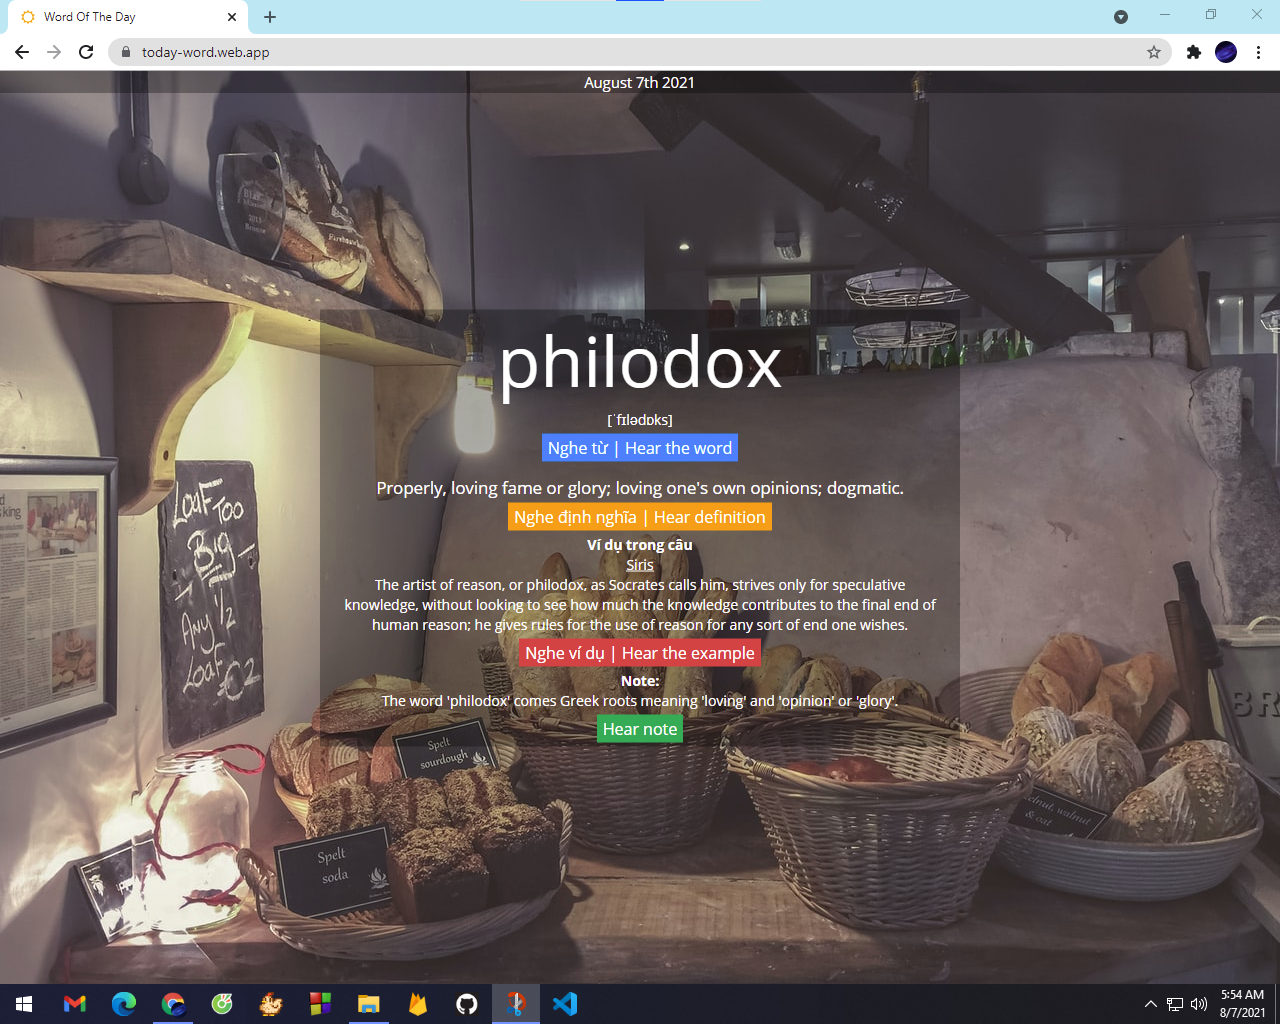 Word Of The Day
today-word.web.app
August 7th 2021
philodox
[ˈfɪlədɒks]
Nghe từ | Hear the word
Properly, loving fame or glory; loving one's own opinions; dogmatic.
Nghe định nghĩa | Hear definition
Ví dụ trong câu
Siris
The artist of reason, or philodox, as Socrates calls him, strives only for speculative
knowledge, without looking to see how much the knowledge contributes to the final end of
human reason; he gives rules for the use of reason for any sort of end one wishes.
Nghe ví dụ | Hear the example
Note:
The word 'philodox' comes Greek roots meaning 'loving' and 'opinion' or 'glory'.
Hear note
Loaf Too
Big
Any 1/2
Loaf €2
Spelt
sourdough
Spelt
soda
walnut
& oat
BR
5:54 AM
8/7/2021